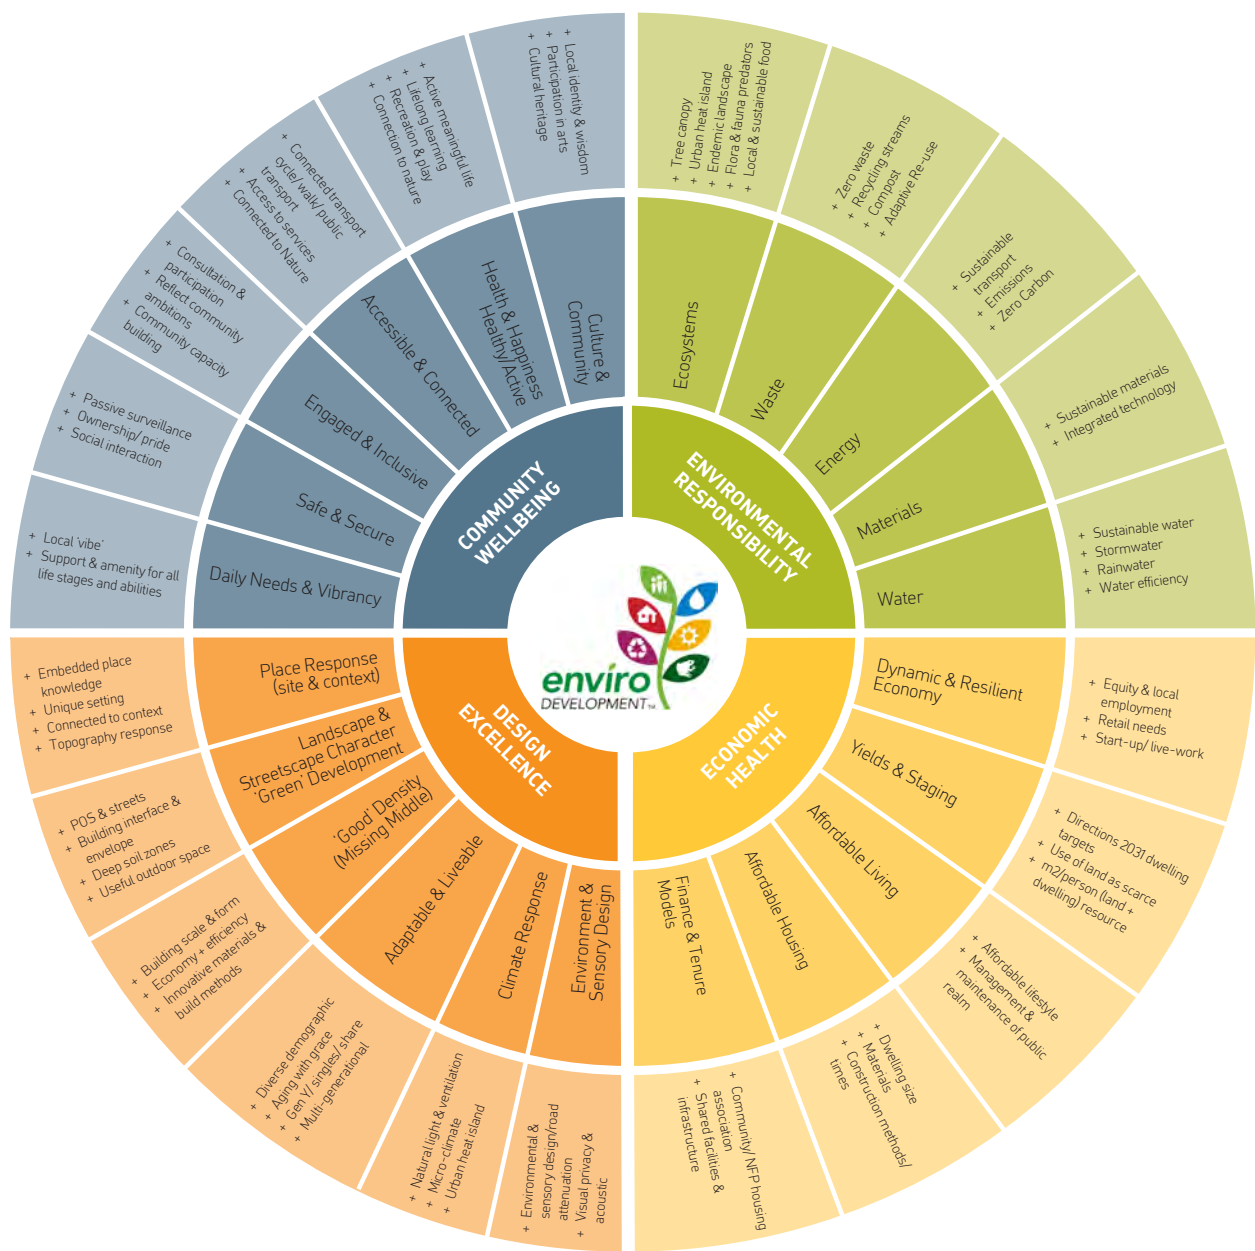 COMMUNITY
WELLBEING
Culture &
Community
+ Local identity & wisdom
+ Participation in arts
+ Cultural heritage
Health & Happiness
Healthy/Active
+ Active meaningful life
+ Lifelong learning
+ Recreation & play
+ Connection to nature
Accessible & Connected
+ Connected transport
cycle/ walk/ public
transport
+ Access to services
+ Connected to Nature
Engaged & Inclusive
+ Consultation &
participation
+ Reflect community
ambitions
+ Community capacity
building
Safe & Secure
+ Passive surveillance
+ Ownership/ pride
+ Social interaction
Daily Needs & Vibrancy
+ Local 'vibe'
+ Support & amenity for all
life stages and abilities
ENVIRONMENTAL
RESPONSIBILITY
Ecosystems
+ Tree canopy
+ Urban heat island
+ Endemic landscape
+ Flora & fauna predators
+ Local & sustainable food
Waste
+ Zero waste
+ Recycling streams
+ Compost
+ Adaptive Re-use
Energy
+ Sustainable
transport
+ Emissions
+ Zero Carbon
Materials
+ Sustainable materials
+ Integrated technology
Water
+ Sustainable water
+ Stormwater
+ Rainwater
+ Water efficiency
enviro
DEVELOPMENT™
DESIGN
EXCELLENCE
Place Response
(site & context)
+ Embedded place
knowledge
+ Unique setting
+ Connected to context
+ Topography response
Landscape &
Streetscape Character
'Green' Development
+ POS & streets
+ Building interface &
envelope
+ Deep soil zones
+ Useful outdoor space
'Good' Density
(Missing Middle)
+ Building scale & form
+ Economy + efficiency
+ Innovative materials &
build methods
Adaptable & Liveable
+ Diverse demographic
+ Aging with grace
+ Gen Y/ singles/ share
+ Multi-generational
Climate Response
+ Natural light & ventilation
+ Micro-climate
+ Urban heat island
Environment &
Sensory Design
+ Environmental &
sensory design/road
attenuation
+ Visual privacy &
acoustic
ECONOMIC
HEALTH
Dynamic & Resilient
Economy
+ Equity & local
employment
+ Retail needs
+ Start-up/ live-work
Yields & Staging
+ Directions 2031 dwelling
targets
+ Use of land as scarce
+ m2/person (land +
dwelling) resource
Affordable Living
+ Affordable lifestyle
+ Management &
maintenance of public
realm
Affordable Housing
+ Dwelling size
+ Materials
+ Construction methods/
times
Finance & Tenure
Models
+ Community/ NFP housing
association
+ Shared facilities &
infrastructure